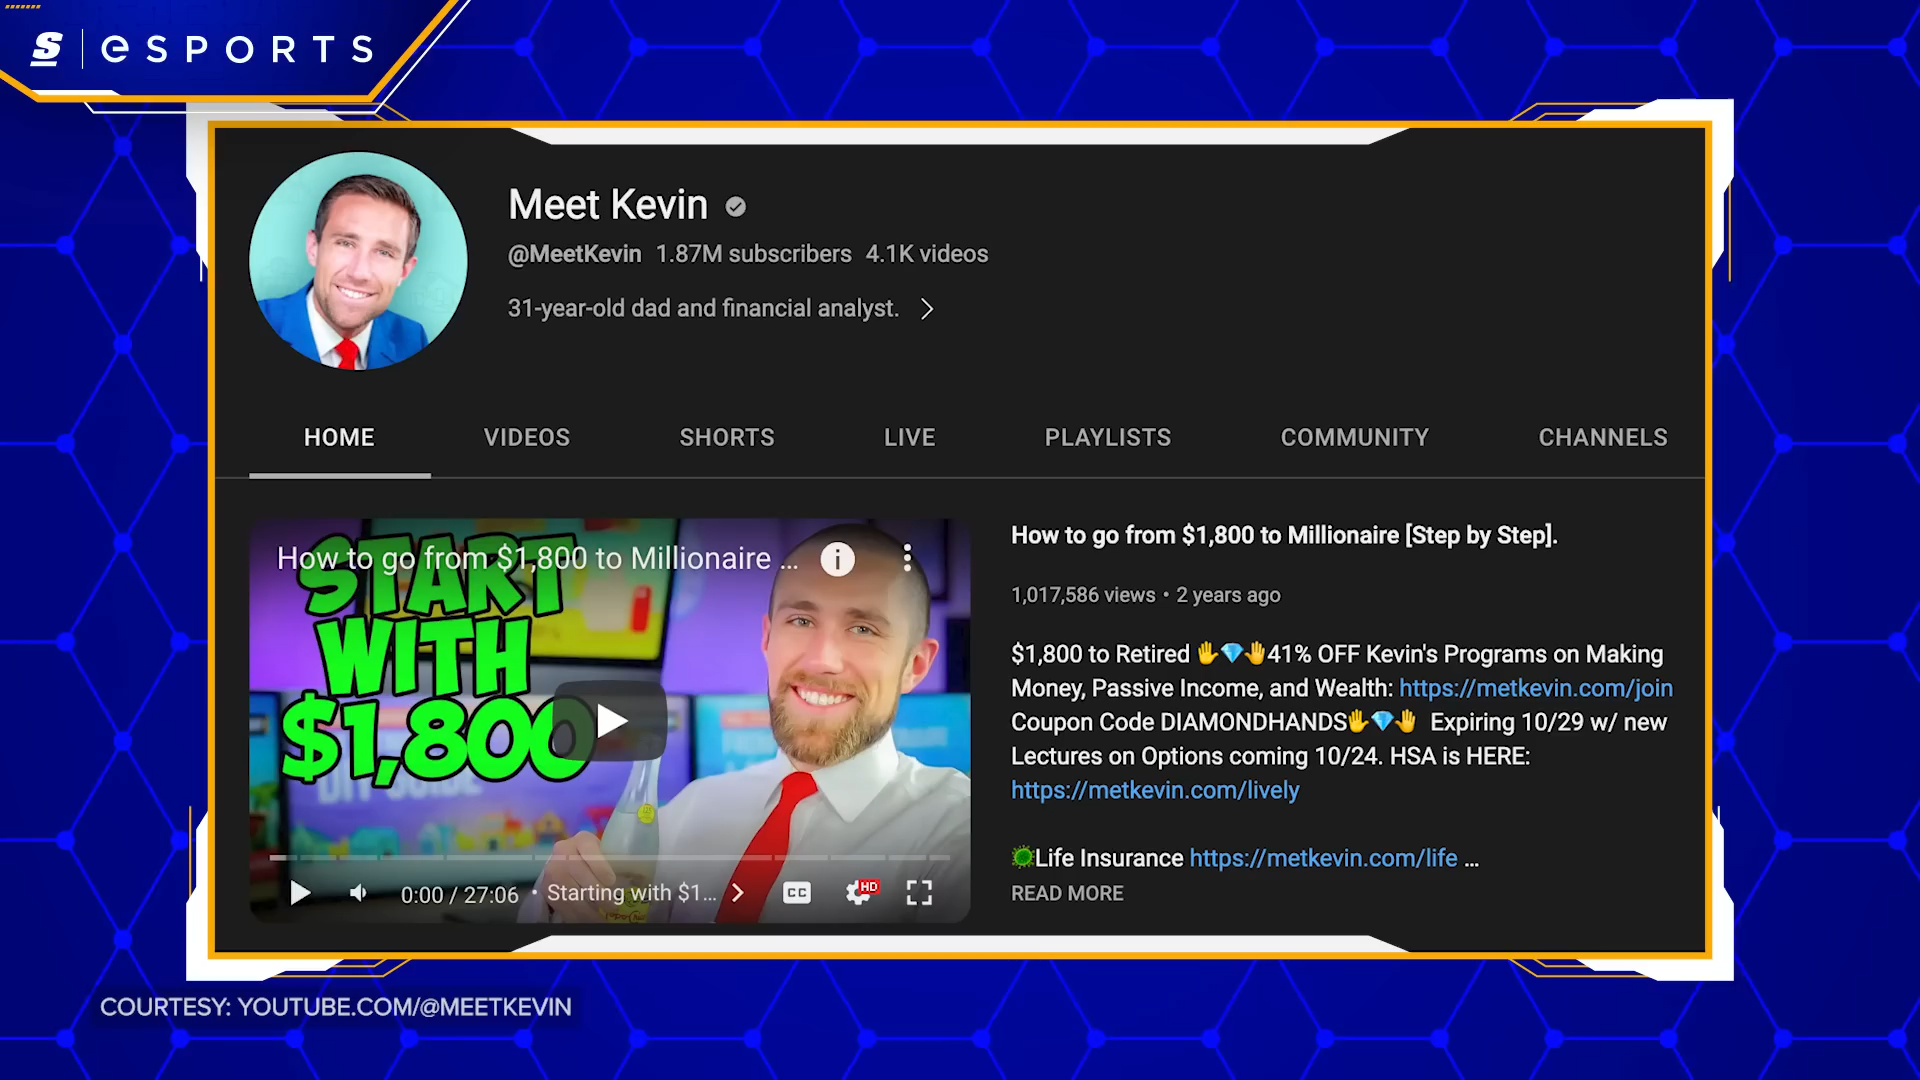 S | eSPORTS
Meet Kevin
@MeetKevin 1.87M subscribers 4.1K videos
31-year-old dad and financial analyst.
HOME VIDEOS SHORTS LIVE PLAYLISTS COMMUNITY CHANNELS
How to go from $1,800 to Millionaire ...
START
WITH
$1,800
0:00 / 27:06 • Starting with $1... CC HD
How to go from $1,800 to Millionaire [Step by Step].
1,017,586 views • 2 years ago
$1,800 to Retired 🖐💎🤚41% OFF Kevin's Programs on Making
Money, Passive Income, and Wealth: https://metkevin.com/join
Coupon Code DIAMONDHANDS🖐💎🤚 Expiring 10/29 w/ new
Lectures on Options coming 10/24. HSA is HERE:
https://metkevin.com/lively
🦠Life Insurance https://metkevin.com/life ...
READ MORE
COURTESY: YOUTUBE.COM/@MEETKEVIN